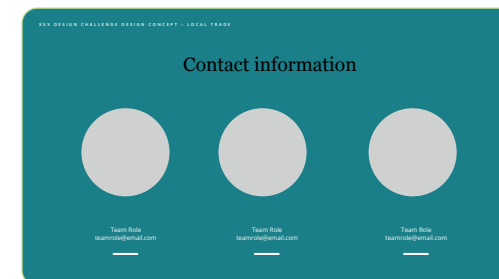 XXX DESIGN CHALLENGE DESIGN CONCEPT – LOCAL TRADE
Contact information
Team Role
teamrole@email.com
Team Role
teamrole@email.com
Team Role
teamrole@email.com